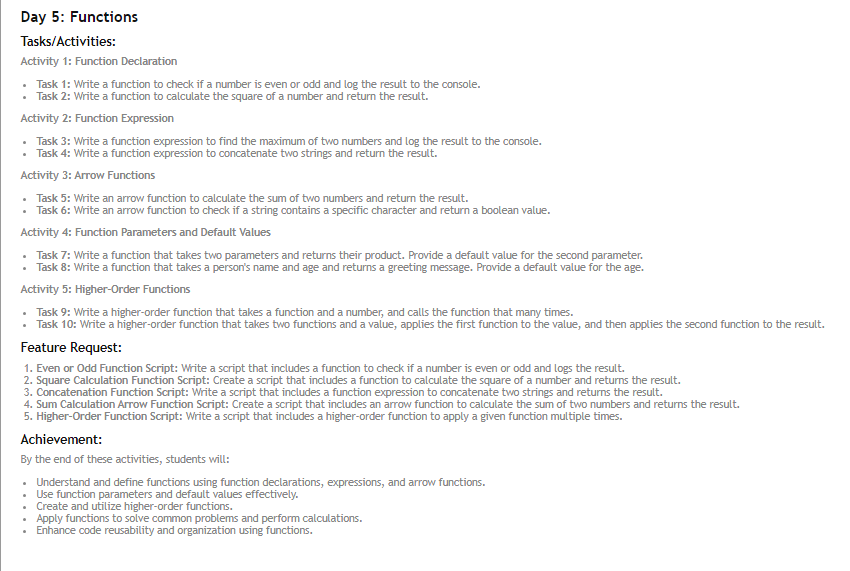 Day 5: Functions
Tasks/Activities:
Activity 1: Function Declaration
• Task 1: Write a function to check if a number is even or odd and log the result to the console.
• Task 2: Write a function to calculate the square of a number and return the result.
Activity 2: Function Expression
• Task 3: Write a function expression to find the maximum of two numbers and log the result to the console.
• Task 4: Write a function expression to concatenate two strings and return the result.
Activity 3: Arrow Functions
• Task 5: Write an arrow function to calculate the sum of two numbers and return the result.
• Task 6: Write an arrow function to check if a string contains a specific character and return a boolean value.
Activity 4: Function Parameters and Default Values
• Task 7: Write a function that takes two parameters and returns their product. Provide a default value for the second parameter.
• Task 8: Write a function that takes a person's name and age and returns a greeting message. Provide a default value for the age.
Activity 5: Higher-Order Functions
• Task 9: Write a higher-order function that takes a function and a number, and calls the function that many times.
• Task 10: Write a higher-order function that takes two functions and a value, applies the first function to the value, and then applies the second function to the result.
Feature Request:
1. Even or Odd Function Script: Write a script that includes a function to check if a number is even or odd and logs the result.
2. Square Calculation Function Script: Create a script that includes a function to calculate the square of a number and returns the result.
3. Concatenation Function Script: Write a script that includes a function expression to concatenate two strings and returns the result.
4. Sum Calculation Arrow Function Script: Create a script that includes an arrow function to calculate the sum of two numbers and returns the result.
5. Higher-Order Function Script: Write a script that includes a higher-order function to apply a given function multiple times.
Achievement:
By the end of these activities, students will:
• Understand and define functions using function declarations, expressions, and arrow functions.
• Use function parameters and default values effectively.
• Create and utilize higher-order functions.
• Apply functions to solve common problems and perform calculations.
• Enhance code reusability and organization using functions.